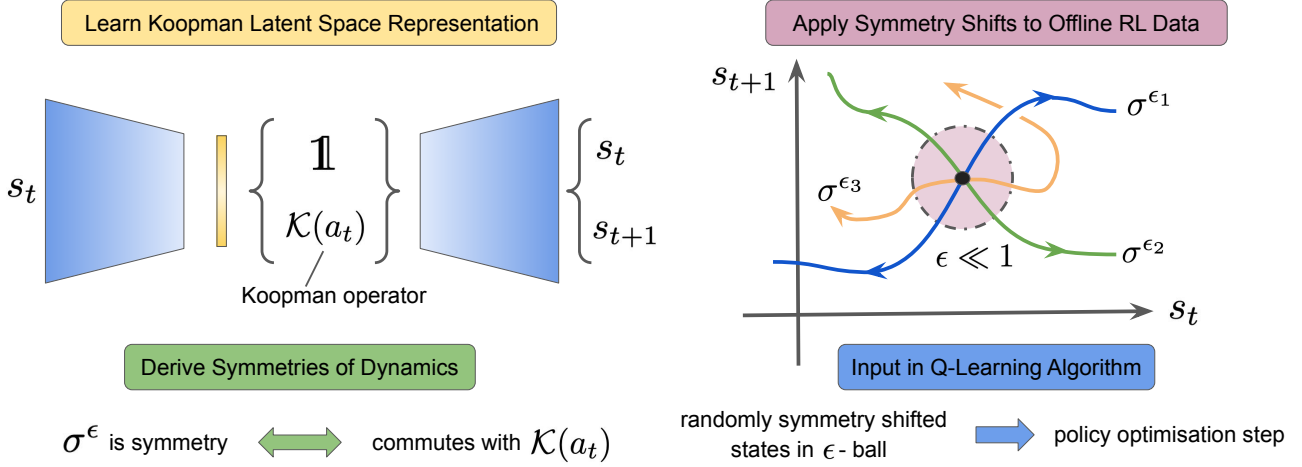 Learn Koopman Latent Space Representation
s_t
𝟙
𝒦(a_t)
s_t
s_{t+1}
Koopman operator
Derive Symmetries of Dynamics
σ^ϵ is symmetry
commutes with 𝒦(a_t)
Apply Symmetry Shifts to Offline RL Data
s_{t+1}
σ^{ϵ_1}
σ^{ϵ_3}
σ^{ϵ_2}
ϵ ≪ 1
s_t
Input in Q-Learning Algorithm
randomly symmetry shifted
states in ϵ - ball
policy optimisation step